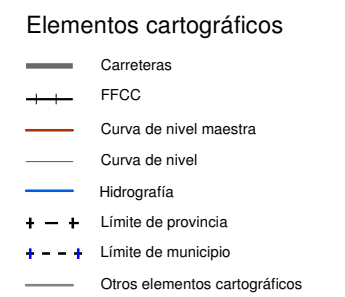 Elementos cartográficos
Carreteras
FFCC
Curva de nivel maestra
Curva de nivel
Hidrografía
Límite de provincia
Límite de municipio
Otros elementos cartográficos